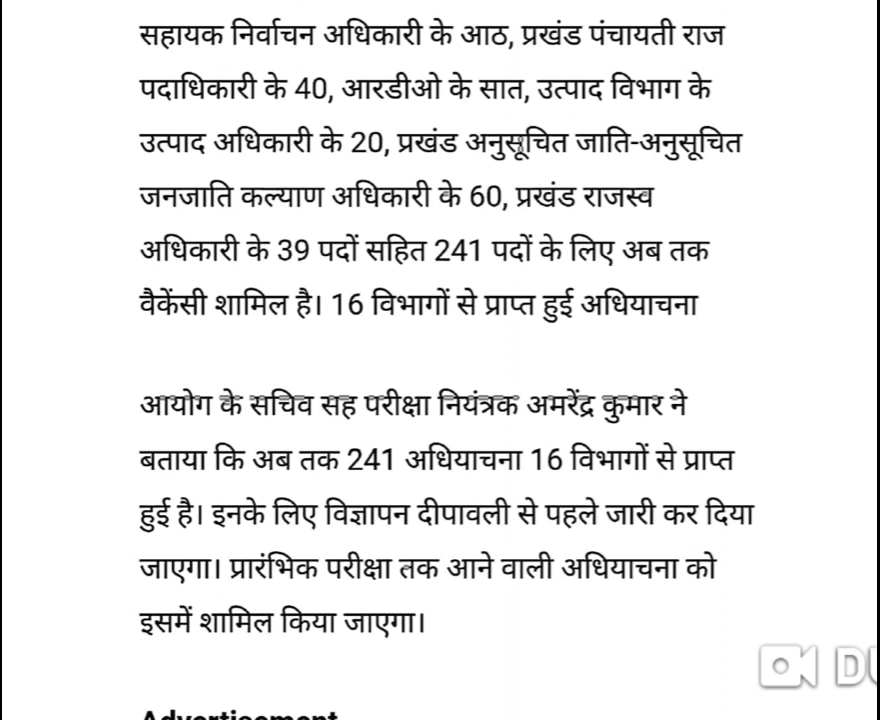 सहायक निर्वाचन अधिकारी के आठ, प्रखंड पंचायती राज
पदाधिकारी के 40, आरडीओ के सात, उत्पाद विभाग के
उत्पाद अधिकारी के 20, प्रखंड अनुसूचित जाति-अनुसूचित
जनजाति कल्याण अधिकारी के 60, प्रखंड राजस्व
अधिकारी के 39 पदों सहित 241 पदों के लिए अब तक
वैकेंसी शामिल है। 16 विभागों से प्राप्त हुई अधियाचना
आयोग के सचिव सह परीक्षा नियंत्रक अमरेंद्र कुमार ने
बताया कि अब तक 241 अधियाचना 16 विभागों से प्राप्त
हुई है। इनके लिए विज्ञापन दीपावली से पहले जारी कर दिया
जाएगा। प्रारंभिक परीक्षा तक आने वाली अधियाचना को
इसमें शामिल किया जाएगा।
DU
Advertisement